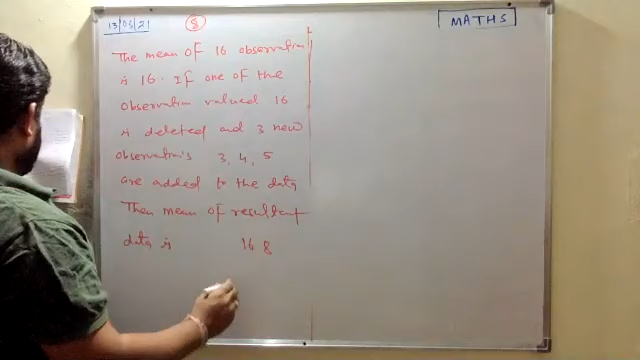 13/03/21
8
MATHS
The mean of 16 observation
is 16. If one of the
observation valued 16
is deleted and 3 new
observation's 3, 4, 5
are added to the data
Then mean of resultant
data is 16 8